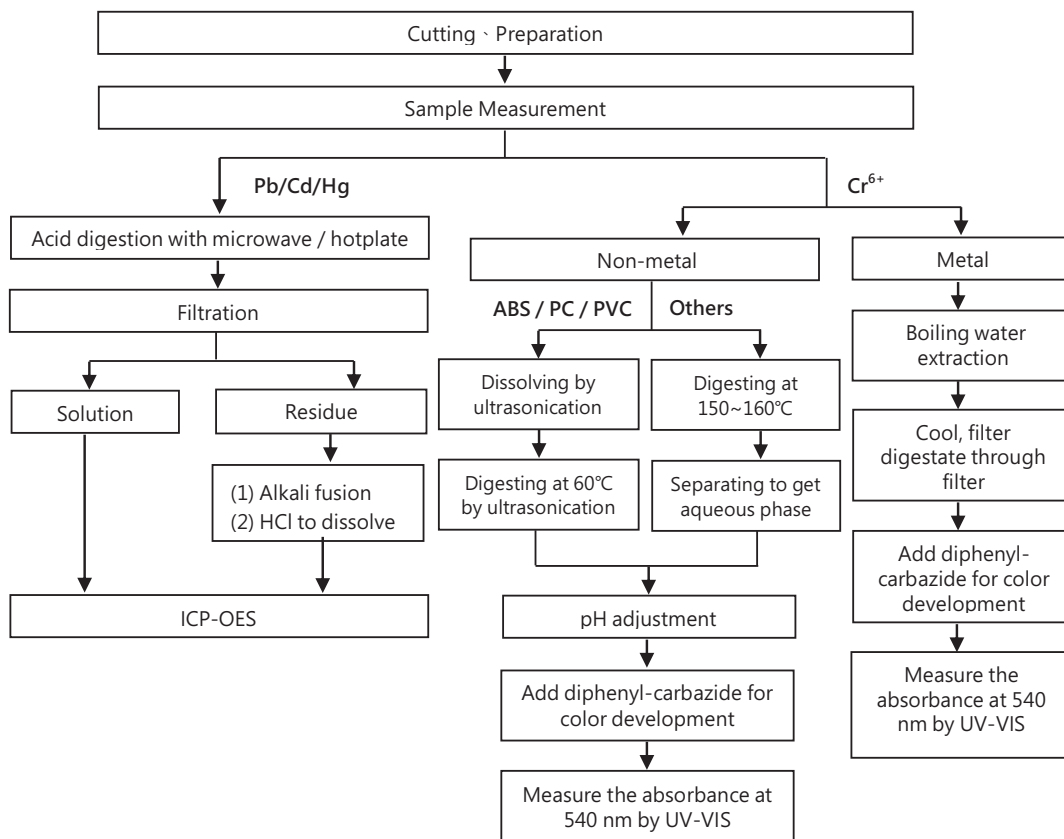 Cutting、Preparation
Sample Measurement
Pb/Cd/Hg
Cr⁶⁺
Acid digestion with microwave / hotplate
Filtration
Solution
Residue
(1) Alkali fusion
(2) HCl to dissolve
ICP-OES
Non-metal
ABS / PC / PVC
Others
Dissolving by
ultrasonication
Digesting at
150~160℃
Digesting at 60℃
by ultrasonication
Separating to get
aqueous phase
pH adjustment
Add diphenyl-carbazide for
color development
Measure the absorbance at
540 nm by UV-VIS
Metal
Boiling water
extraction
Cool, filter
digestate through
filter
Add diphenyl-
carbazide for color
development
Measure the
absorbance at 540
nm by UV-VIS